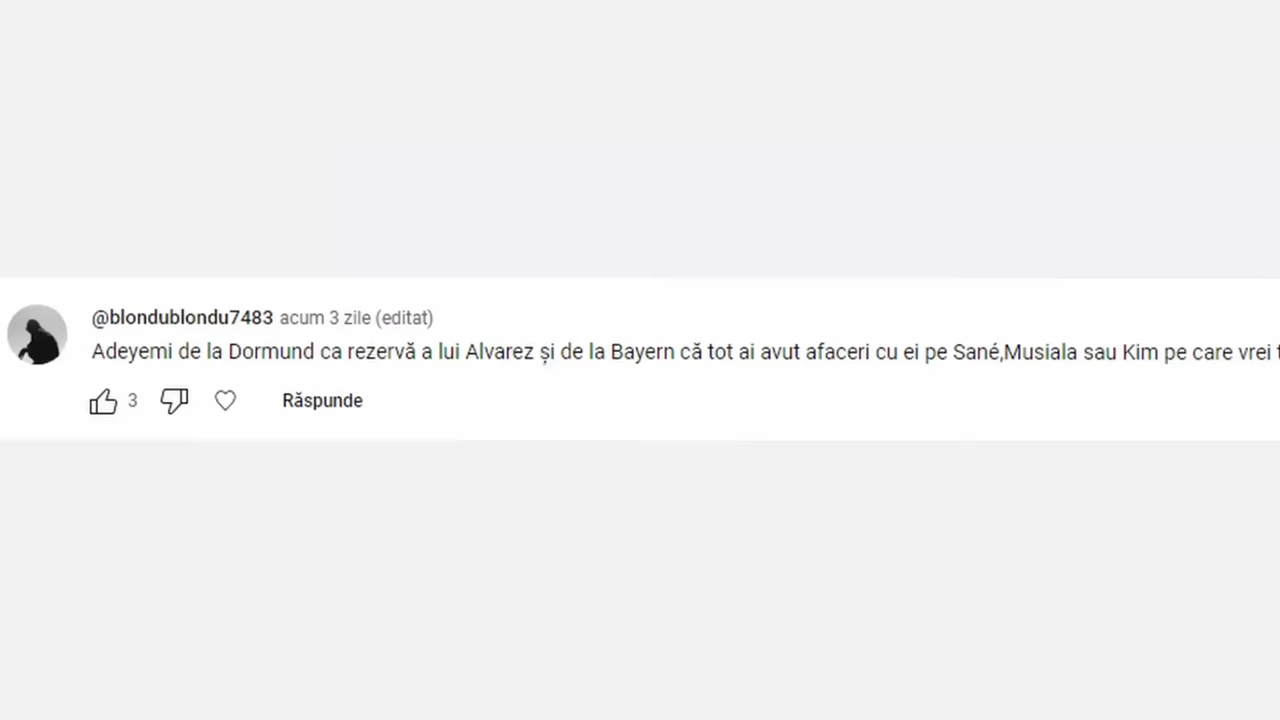 @blondublondu7483 acum 3 zile (editat)
Adeyemi de la Dormund ca rezervă a lui Alvarez și de la Bayern că tot ai avut afaceri cu ei pe Sané,Musiala sau Kim pe care vrei
3
Răspunde